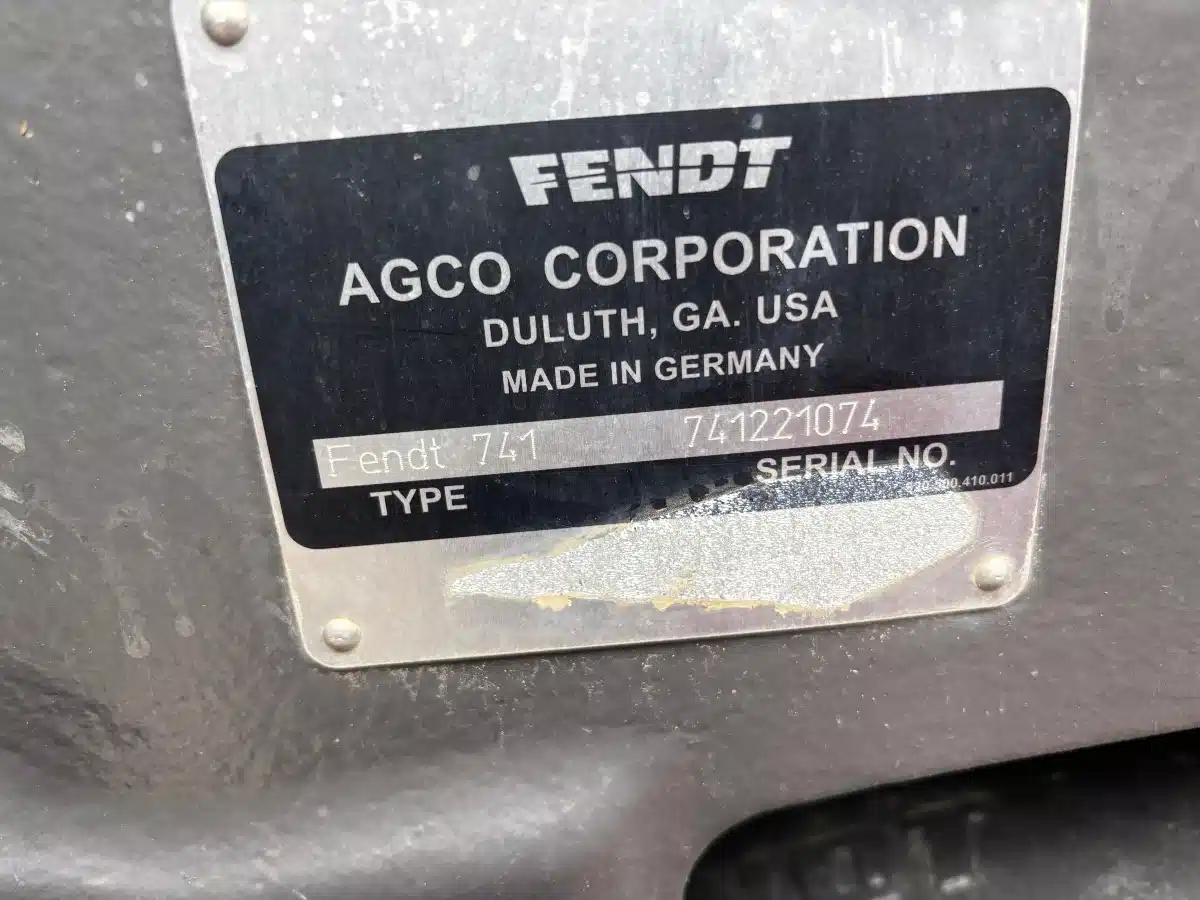 FENDT
AGCO CORPORATION
DULUTH, GA. USA
MADE IN GERMANY
Fendt 741 741221074
TYPE SERIAL NO.